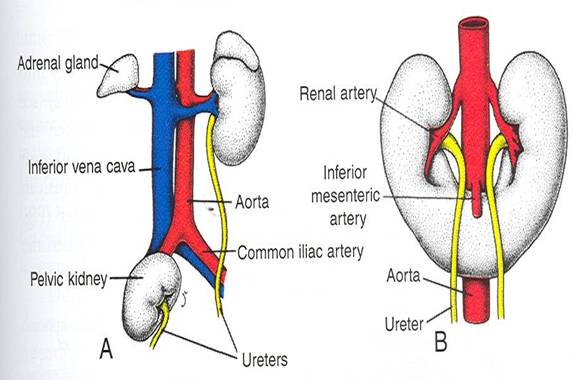 Adrenal gland
Inferior vena cava
Aorta
Common iliac artery
Pelvic kidney
A
Ureters
Renal artery
Inferior
mesenteric
artery
Aorta
Ureter
B